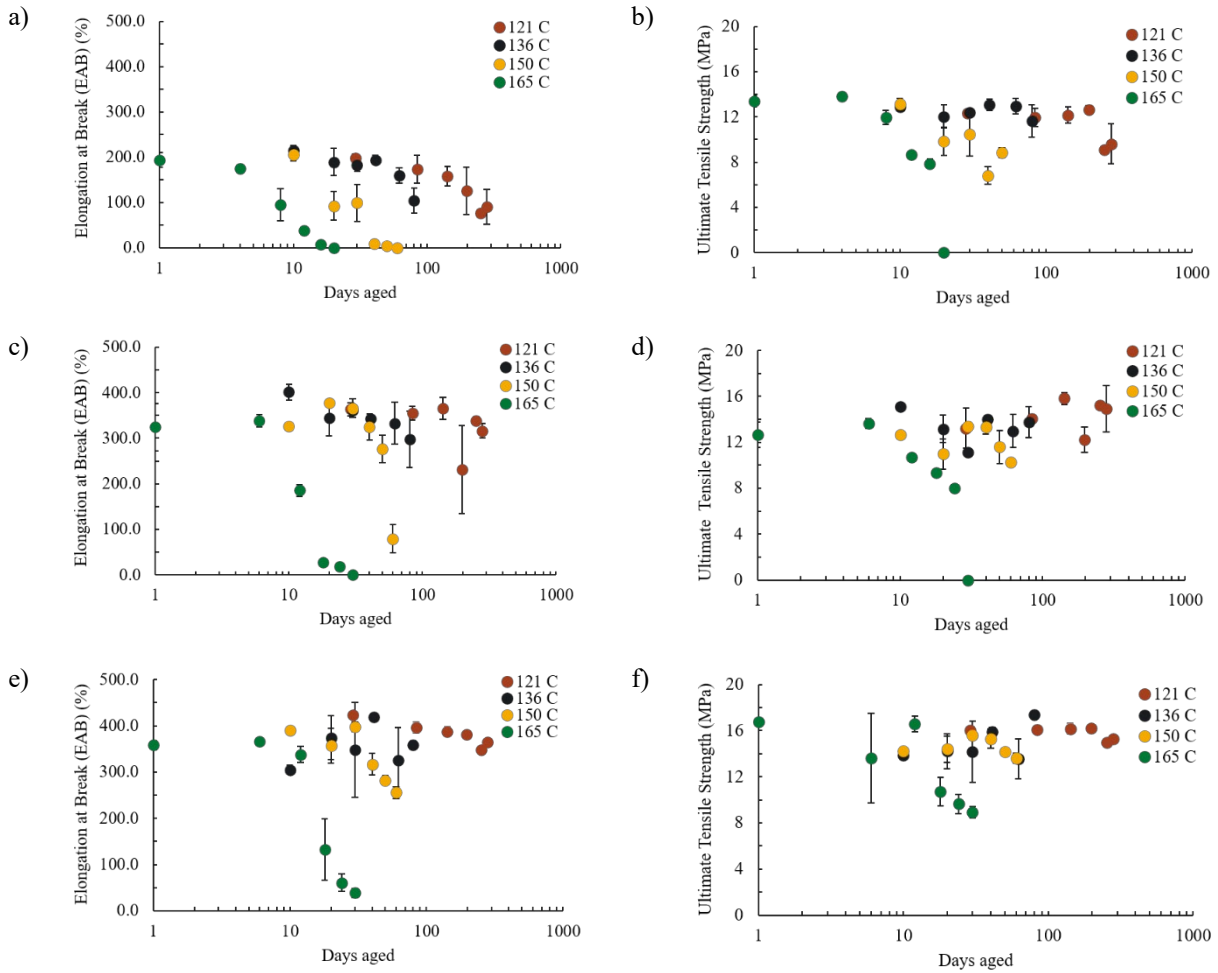 a)
Elongation at Break (EAB) (%)
500.0
400.0
300.0
200.0
100.0
0.0
1
10
100
1000
Days aged
121 C
136 C
150 C
165 C
b)
Ultimate Tensile Strength (MPa)
20
16
12
8
4
0
1
10
100
1000
Days aged
121 C
136 C
150 C
165 C
c)
Elongation at Break (EAB) (%)
500.0
400.0
300.0
200.0
100.0
0.0
1
10
100
1000
Days aged
121 C
136 C
150 C
165 C
d)
Ultimate Tensile Strength (MPa)
20
16
12
8
4
0
1
10
100
1000
Days aged
121 C
136 C
150 C
165 C
e)
Elongation at Break (EAB) (%)
500.0
400.0
300.0
200.0
100.0
0.0
1
10
100
1000
Days aged
121 C
136 C
150 C
165 C
f)
Ultimate Tensile Strength (MPa)
20
16
12
8
4
0
1
10
100
1000
Days aged
121 C
136 C
150 C
165 C